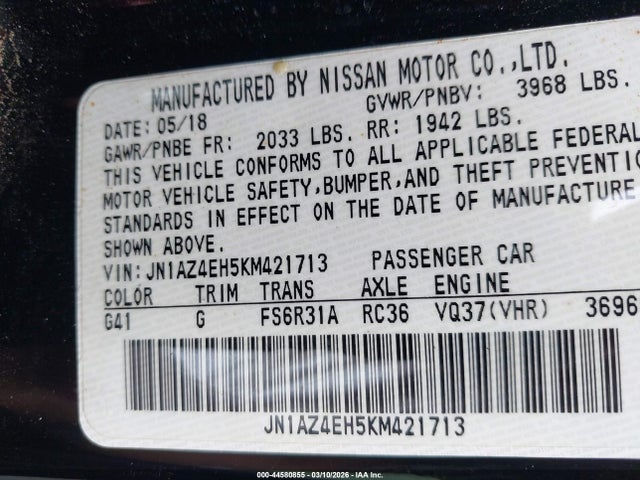 MANUFACTURED BY NISSAN MOTOR CO.,LTD.
DATE: 05/18 GVWR/PNBV: 3968 LBS.
GAWR/PNBE FR: 2033 LBS. RR: 1942 LBS.
THIS VEHICLE CONFORMS TO ALL APPLICABLE FEDERAL
MOTOR VEHICLE SAFETY,BUMPER,AND THEFT PREVENTIO
STANDARDS IN EFFECT ON THE DATE OF MANUFACTURE
SHOWN ABOVE.
VIN:JN1AZ4EH5KM421713 PASSENGER CAR
COLOR TRIM TRANS AXLE ENGINE
G41 G FS6R31A RC36 VQ37(VHR) 3696
JN1AZ4EH5KM421713
000-44580855 — 03/10/2026 — IAA Inc.